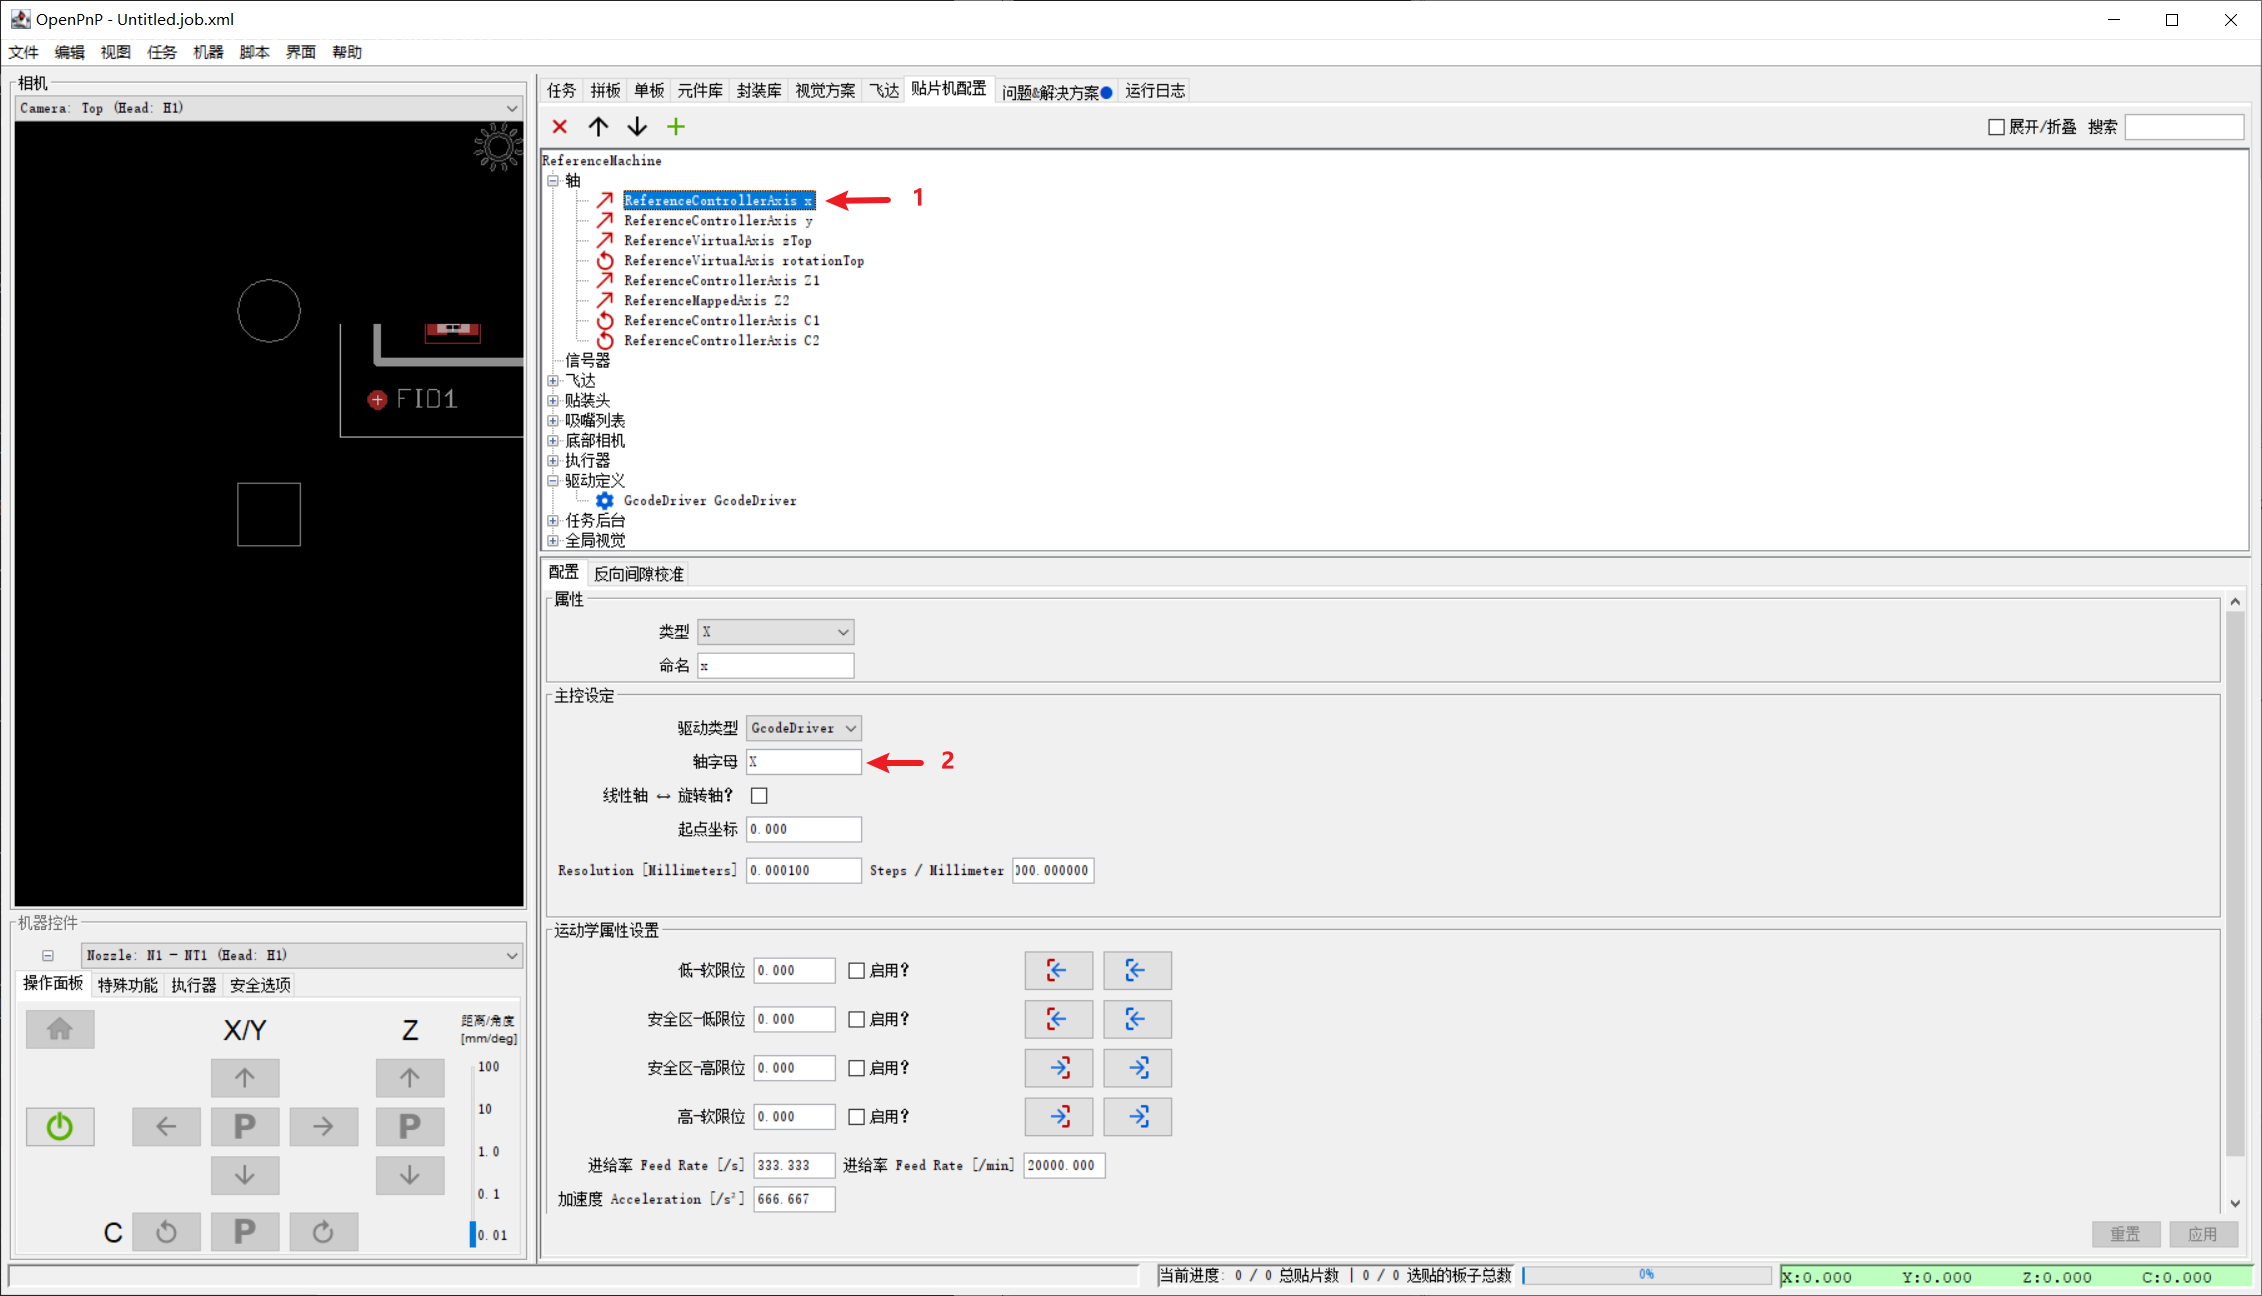 OpenPnP - Untitled.job.xml
文件 编辑 视图 任务 机器 脚本 界面 帮助
相机
Camera: Top (Head: H1)
FID1
机器控件
Nozzle: N1 - NT1 (Head: H1)
操作面板 特殊功能 执行器 安全选项
X/Y Z 距离/角度
[mm/deg]
100
P P 10
1.0
0.1
C P 0.01
任务 拼板 单板 元件库 封装库 视觉方案 飞达 贴片机配置 问题&解决方案 运行日志
展开/折叠 搜索
ReferenceMachine
轴
ReferenceControllerAxis x 1
ReferenceControllerAxis y
ReferenceVirtualAxis zTop
ReferenceVirtualAxis rotationTop
ReferenceControllerAxis Z1
ReferenceMappedAxis Z2
ReferenceControllerAxis C1
ReferenceControllerAxis C2
信号器
飞达
贴装头
吸嘴列表
底部相机
执行器
驱动定义
GcodeDriver GcodeDriver
任务后台
全局视觉
配置 反向间隙校准
属性
类型 X
命名 x
主控设定
驱动类型 GcodeDriver
轴字母 X 2
线性轴 ↔ 旋转轴?
起点坐标 0.000
Resolution [Millimeters] 0.000100 Steps / Millimeter 000.000000
运动学属性设置
低-软限位 0.000 启用?
安全区-低限位 0.000 启用?
安全区-高限位 0.000 启用?
高-软限位 0.000 启用?
进给率 Feed Rate [/s] 333.333 进给率 Feed Rate [/min] 20000.000
加速度 Acceleration [/s²] 666.667
重置 应用
当前进度: 0 / 0 总贴片数 | 0 / 0 选贴的板子总数 0% X:0.000 Y:0.000 Z:0.000 C:0.000